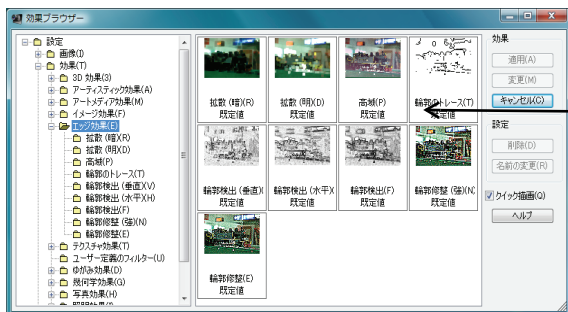 効果ブラウザー
設定
画像(I)
効果(T)
3D 効果(3)
アーティスティック効果(A)
アートメディア効果(M)
イメージ効果(F)
エッジ効果(E)
拡散 (暗)(R)
拡散 (明)(D)
高域(P)
輪郭のトレース(T)
輪郭検出 (垂直)(V)
輪郭検出 (水平)(H)
輪郭検出(F)
輪郭修整 (強)(N)
輪郭修整(E)
テクスチャ効果(T)
ユーザー定義のフィルター(U)
ゆがみ効果(D)
幾何学効果(G)
写真効果(H)
拡散 (暗)(R)
既定値
拡散 (明)(D)
既定値
高域(P)
既定値
輪郭のトレース(T)
既定値
輪郭検出 (垂直)(
既定値
輪郭検出 (水平)(
既定値
輪郭検出(F)
既定値
輪郭修整 (強)(N
既定値
輪郭修整(E)
既定値
効果
適用(A)
変更(M)
キャンセル(C)
設定
削除(D)
名前の変更(R)
クイック描画(Q)
ヘルプ